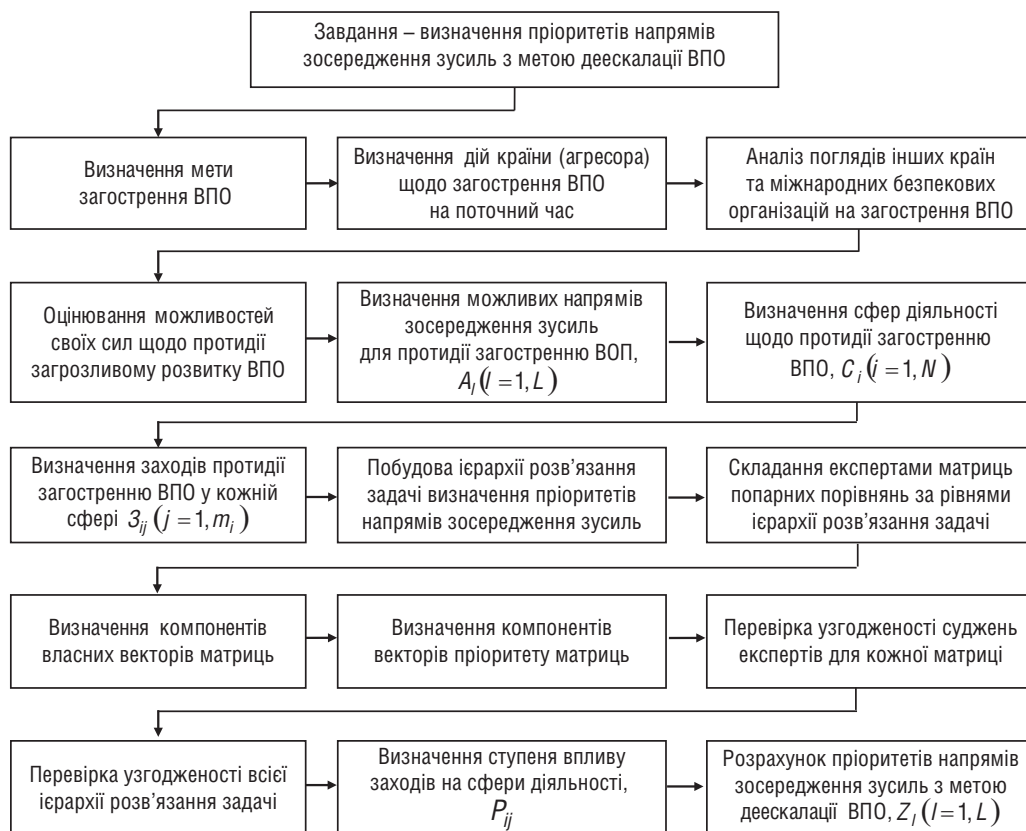 Завдання – визначення пріоритетів напрямів
зосередження зусиль з метою деескалації ВПО
Визначення мети
загострення ВПО
Визначення дій країни (агресора)
щодо загострення ВПО
на поточний час
Аналіз поглядів інших країн
та міжнародних безпекових
організацій на загострення ВПО
Оцінювання можливостей
своїх сил щодо протидії
загрозливому розвитку ВПО
Визначення можливих напрямів
зосередження зусиль
для протидії загостренню ВОП,
A_l (l = 1, L)
Визначення сфер діяльності
щодо протидії загостренню
ВПО, C_i (i = 1, N)
Визначення заходів протидії
загостренню ВПО у кожній
сфері З_ij (j = 1, m_i)
Побудова ієрархії розв'язання
задачі визначення пріоритетів
напрямів зосередження зусиль
Складання експертами матриць
попарних порівнянь за рівнями
ієрархії розв'язання задачі
Визначення компонентів
власних векторів матриць
Визначення компонентів
векторів пріоритету матриць
Перевірка узгодженості суджень
експертів для кожної матриці
Перевірка узгодженості всієї
ієрархії розв'язання задачі
Визначення ступеня впливу
заходів на сфери діяльності,
P_ij
Розрахунок пріоритетів напрямів
зосередження зусиль з метою
деескалації ВПО, Z_l (l = 1, L)